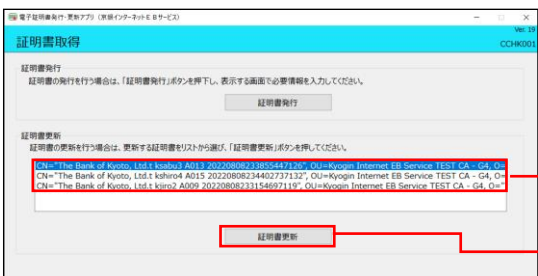 電子証明書発行・更新アプリ (京銀インターネットEBサービス)
Ver. 19
証明書取得
CCHK001
証明書発行
証明書の発行を行う場合は、「証明書発行」ボタンを押下し、表示する画面で必要情報を入力してください。
証明書発行
証明書更新
証明書の更新を行う場合は、更新する証明書をリストから選び、「証明書更新」ボタンを押してください。
CN="The Bank of Kyoto, Ltd.t ksabu3 A013 20220808233855447126", OU=Kyogin Internet EB Service TEST CA - G4, O=
CN="The Bank of Kyoto, Ltd.t kshiro4 A015 20220808234402737132", OU=Kyogin Internet EB Service TEST CA - G4, O=
CN="The Bank of Kyoto, Ltd.t kjiro2 A009 20220808233154697119", OU=Kyogin Internet EB Service TEST CA - G4, O="
証明書更新